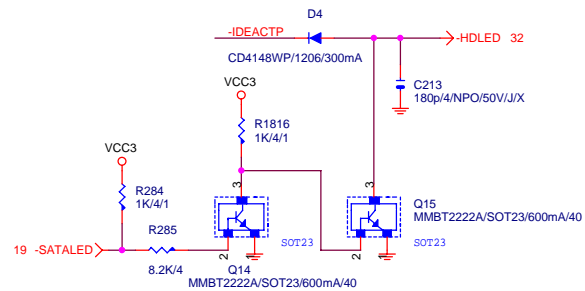 D4
-IDEACTP
-HDLED 32
CD4148WP/1206/300mA
VCC3
C213
180p/4/NPO/50V/J/X
R1816
1K/4/1
VCC3
R284
1K/4/1
3
3
Q15
MMBT2222A/SOT23/600mA/40
R285
SOT23
SOT23
19 -SATALED
8.2K/4
2
1
2
1
Q14
MMBT2222A/SOT23/600mA/40